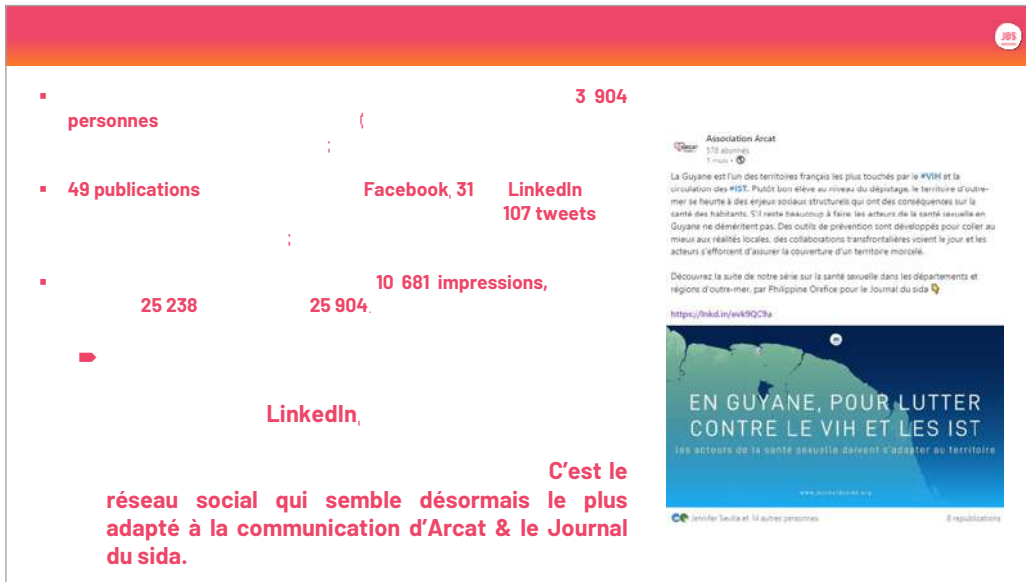 JDS
▪ 3 904
personnes (
;
▪ 49 publications Facebook, 31 LinkedIn
107 tweets
;
▪ 10 681 impressions,
25 238 25 904.
LinkedIn,
C’est le
réseau social qui semble désormais le plus
adapté à la communication d’Arcat & le Journal
du sida.
Association Arcat
578 abonnés
1 mois •
La Guyane est l'un des territoires français les plus touchés par le #VIH et la
circulation des #IST. Plutôt bon élève au niveau du dépistage, le territoire d'outre-
mer se heurte à des enjeux sociaux structurels qui ont des conséquences sur la
santé des habitants. S'il reste beaucoup à faire, les acteurs de la santé sexuelle en
Guyane ne déméritent pas. Des outils de prévention sont développés pour coller au
mieux aux réalités locales, des collaborations transfrontalières voient le jour et les
acteurs s'efforcent d'assurer la couverture d'un territoire morcelé.
Découvrez la suite de notre série sur la santé sexuelle dans les départements et
régions d'outre-mer, par Philippine Orefice pour le Journal du sida 👇
https://lnkd.in/evk9QC9a
EN GUYANE, POUR LUTTER
CONTRE LE VIH ET LES IST
les acteurs de la santé sexuelle doivent s'adapter au territoire
www.journaldusida.org
Jennifer Seville et 14 autres personnes
8 republications